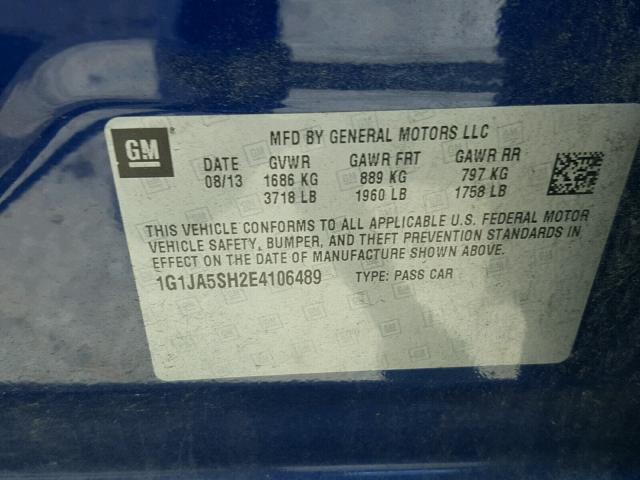 GM
MFD BY GENERAL MOTORS LLC
DATE GVWR GAWR FRT GAWR RR
08/13 1686 KG 889 KG 797 KG
3718 LB 1960 LB 1758 LB
THIS VEHICLE CONFORMS TO ALL APPLICABLE U.S. FEDERAL MOTOR
VEHICLE SAFETY, BUMPER, AND THEFT PREVENTION STANDARDS IN
EFFECT ON THE DATE OF MANUFACTURE SHOWN ABOVE.
1G1JA5SH2E4106489 TYPE: PASS CAR